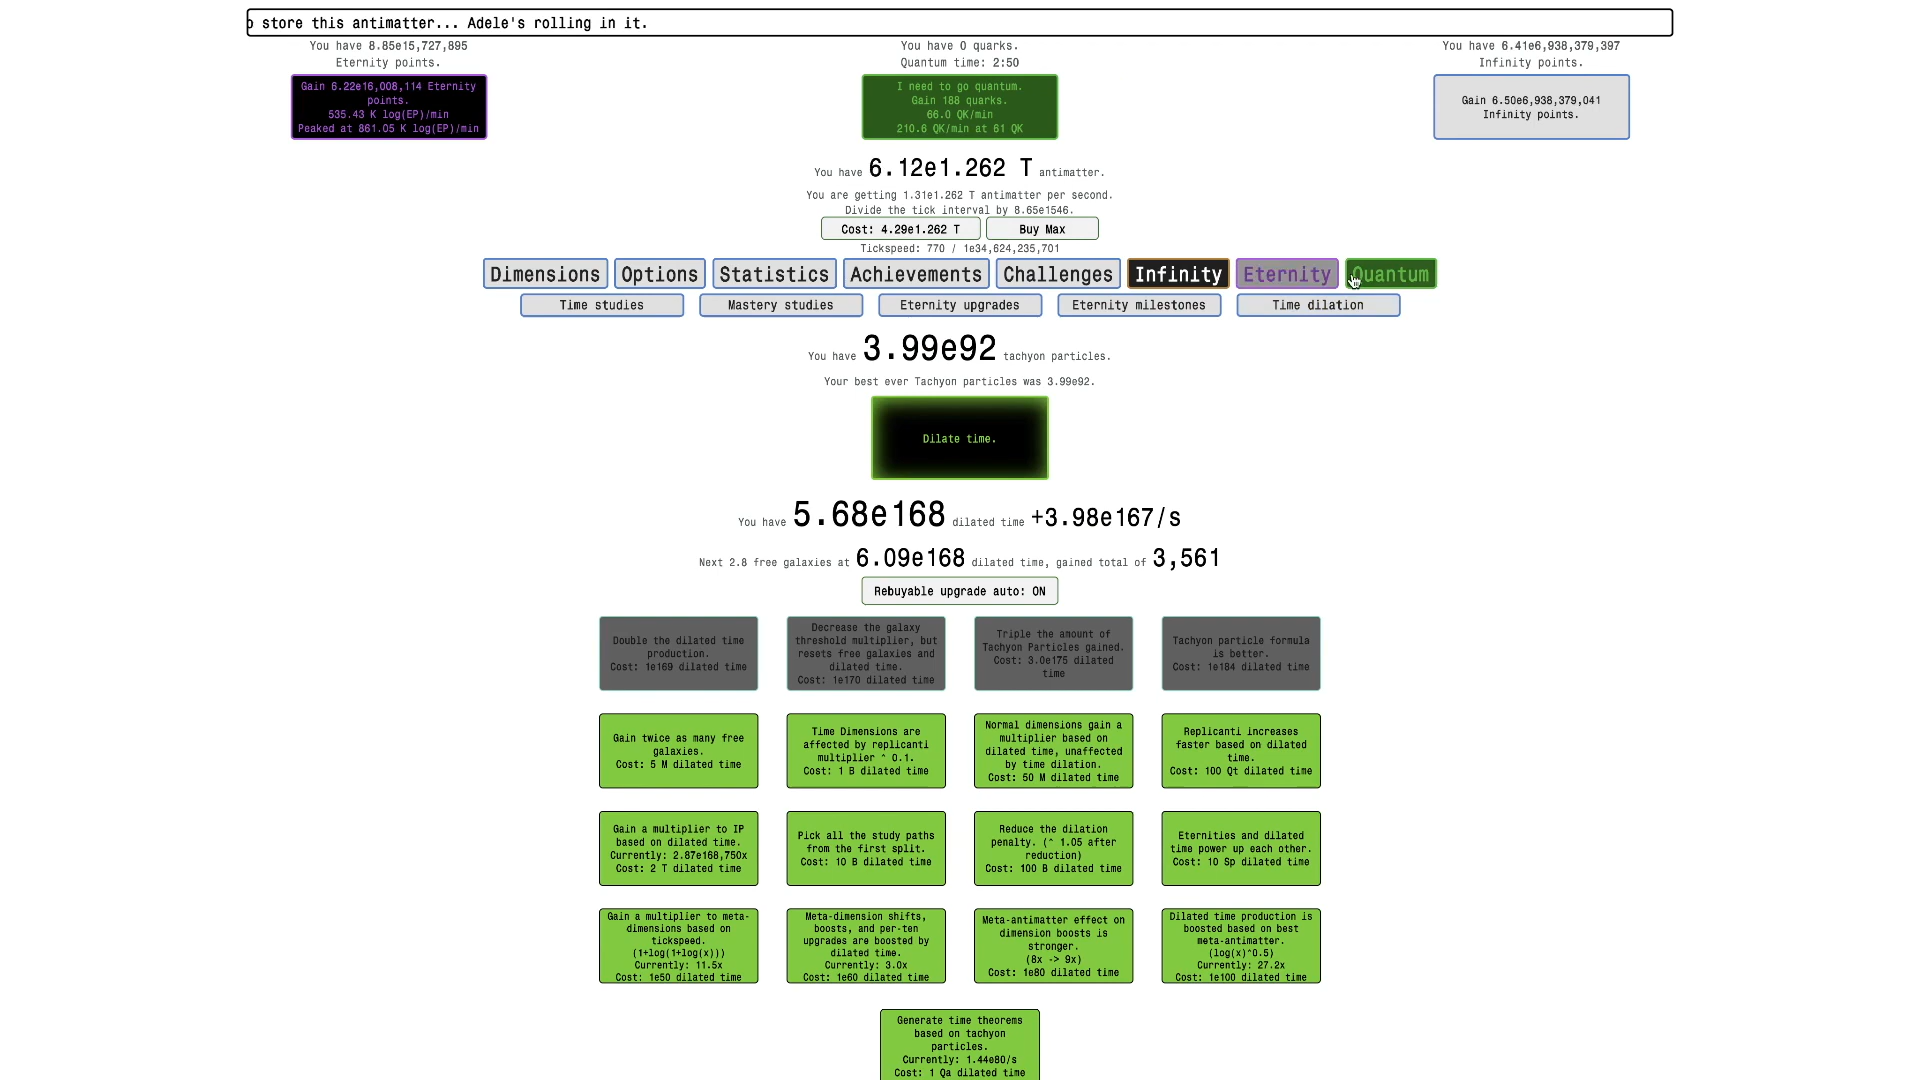 store this antimatter... Adele's rolling in it.
You have 8.85e15,727,895
Eternity points.
Gain 6.22e16,008,114 Eternity
points.
535.43 K log(EP)/min
Peaked at 861.05 K log(EP)/min
You have 0 quarks.
Quantum time: 2:50
I need to go quantum.
Gain 188 quarks.
66.0 QK/min
210.6 QK/min at 61 QK
You have 6.41e6,938,379,397
Infinity points.
Gain 6.50e6,938,379,041
Infinity points.
You have 6.12e1.262 T antimatter.
You are getting 1.31e1.262 T antimatter per second.
Divide the tick interval by 8.65e1546.
Cost: 4.29e1.262 T
Buy Max
Tickspeed: 770 / 1e34,624,235,701
Dimensions
Options
Statistics
Achievements
Challenges
Infinity
Eternity
Quantum
Time studies
Mastery studies
Eternity upgrades
Eternity milestones
Time dilation
You have 3.99e92 tachyon particles.
Your best ever Tachyon particles was 3.99e92.
Dilate time.
You have 5.68e168 dilated time +3.98e167/s
Next 2.8 free galaxies at 6.09e168 dilated time, gained total of 3,561
Rebuyable upgrade auto: ON
Double the dilated time
production.
Cost: 1e169 dilated time
Decrease the galaxy
threshold multiplier, but
resets free galaxies and
dilated time.
Cost: 1e170 dilated time
Triple the amount of
Tachyon Particles gained.
Cost: 3.0e175 dilated
time
Tachyon particle formula
is better.
Cost: 1e184 dilated time
Gain twice as many free
galaxies.
Cost: 5 M dilated time
Time Dimensions are
affected by replicanti
multiplier ^ 0.1.
Cost: 1 B dilated time
Normal dimensions gain a
multiplier based on
dilated time, unaffected
by time dilation.
Cost: 50 M dilated time
Replicanti increases
faster based on dilated
time.
Cost: 100 Qt dilated time
Gain a multiplier to IP
based on dilated time.
Currently: 2.87e168,750x
Cost: 2 T dilated time
Pick all the study paths
from the first split.
Cost: 10 B dilated time
Reduce the dilation
penalty. (^ 1.05 after
reduction)
Cost: 100 B dilated time
Eternities and dilated
time power up each other.
Cost: 10 Sp dilated time
Gain a multiplier to meta-
dimensions based on
tickspeed.
(1+log(1+log(x)))
Currently: 11.5x
Cost: 1e50 dilated time
Meta-dimension shifts,
boosts, and per-ten
upgrades are boosted by
dilated time.
Currently: 3.0x
Cost: 1e60 dilated time
Meta-antimatter effect on
dimension boosts is
stronger.
(8x -> 9x)
Cost: 1e80 dilated time
Dilated time production is
boosted based on best
meta-antimatter.
(log(x)^0.5)
Currently: 27.2x
Cost: 1e100 dilated time
Generate time theorems
based on tachyon
particles.
Currently: 1.44e80/s
Cost: 1 Qa dilated time